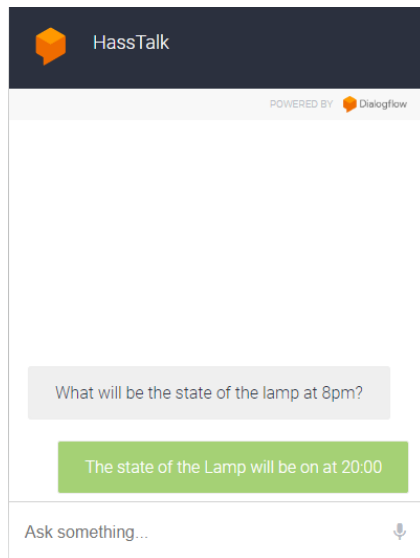 HassTalk
POWERED BY Dialogflow
What will be the state of the lamp at 8pm?
The state of the Lamp will be on at 20:00
Ask something...